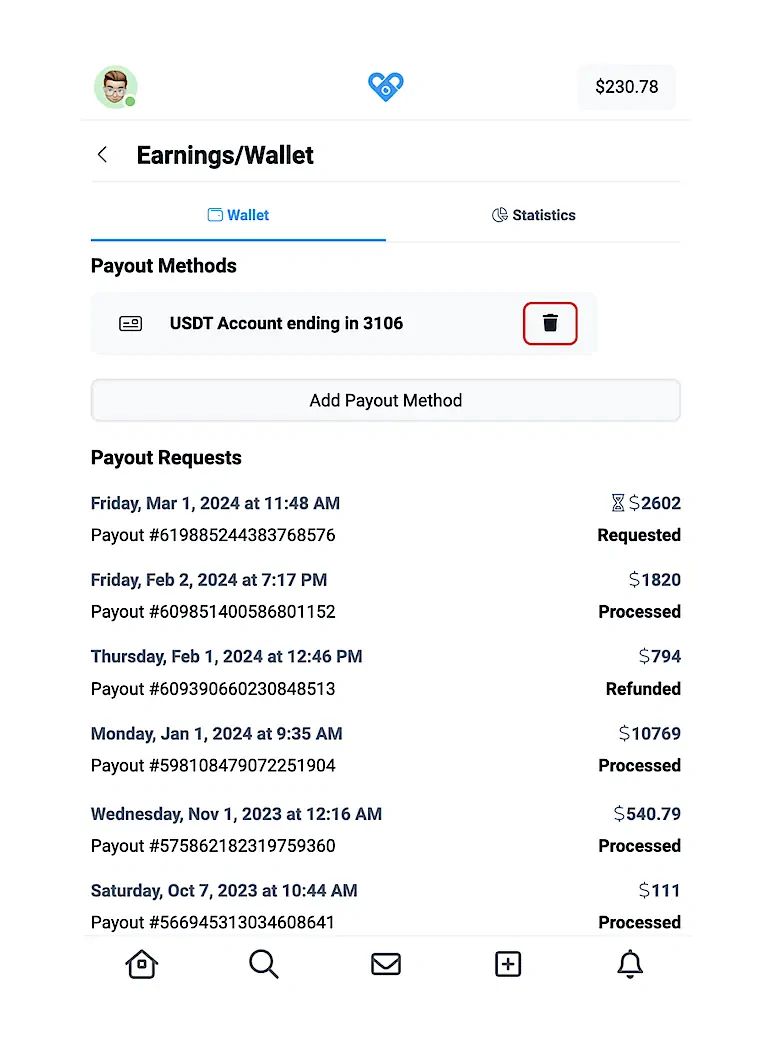 $230.78
Earnings/Wallet
Wallet
Statistics
Payout Methods
USDT Account ending in 3106
Add Payout Method
Payout Requests
Friday, Mar 1, 2024 at 11:48 AM
$2602
Payout #619885244383768576
Requested
Friday, Feb 2, 2024 at 7:17 PM
$1820
Payout #609851400586801152
Processed
Thursday, Feb 1, 2024 at 12:46 PM
$794
Payout #609390660230848513
Refunded
Monday, Jan 1, 2024 at 9:35 AM
$10769
Payout #598108479072251904
Processed
Wednesday, Nov 1, 2023 at 12:16 AM
$540.79
Payout #575862182319759360
Processed
Saturday, Oct 7, 2023 at 10:44 AM
$111
Payout #566945313034608641
Processed